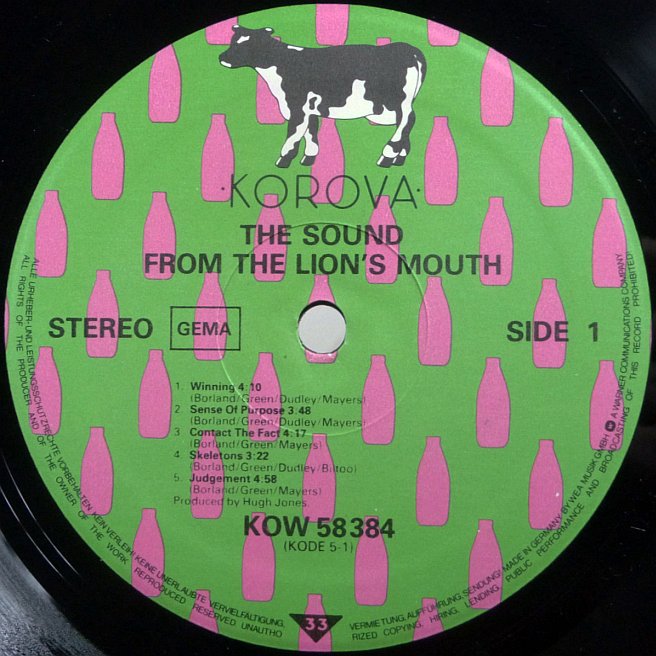 ·KOROVA·
THE SOUND
FROM THE LION'S MOUTH
STEREO GEMA SIDE 1
1. Winning 4:10
(Borland/Green/Dudley/Mayers)
2 Sense Of Purpose 3.48
(Borland/Green/Dudley/Mayers)
3 Contact The Fact 4:17
(Borland/Green/Mayers)
4 Skeletons 3:22
(Borland/Green/Dudley/Bittoo)
5. Judgement 4:58
(Borland/Green/Mayers)
Produced by Hugh Jones.
KOW 58 384
(KODE 5-1)
33
ALLE URHEBER- UND LEISTUNGSSCHUTZRECHTE VORBEHALTEN. KEIN VERLEIH! KEINE UNERLAUBTE VERVIELFÄLTIGUNG,
VERMIETUNG, AUFFÜHRUNG, SENDUNG! MADE IN GERMANY BY WEA MUSIK GMBH A WARNER COMMUNICATIONS COMPANY
ALL RIGHTS OF THE PRODUCER AND OF THE OWNER OF THE WORK REPRODUCED RESERVED UNAUTHO
RIZED COPYING, HIRING, LENDING, PUBLIC PERFORMANCE AND BROADCASTING OF THIS RECORD PROHIBITED